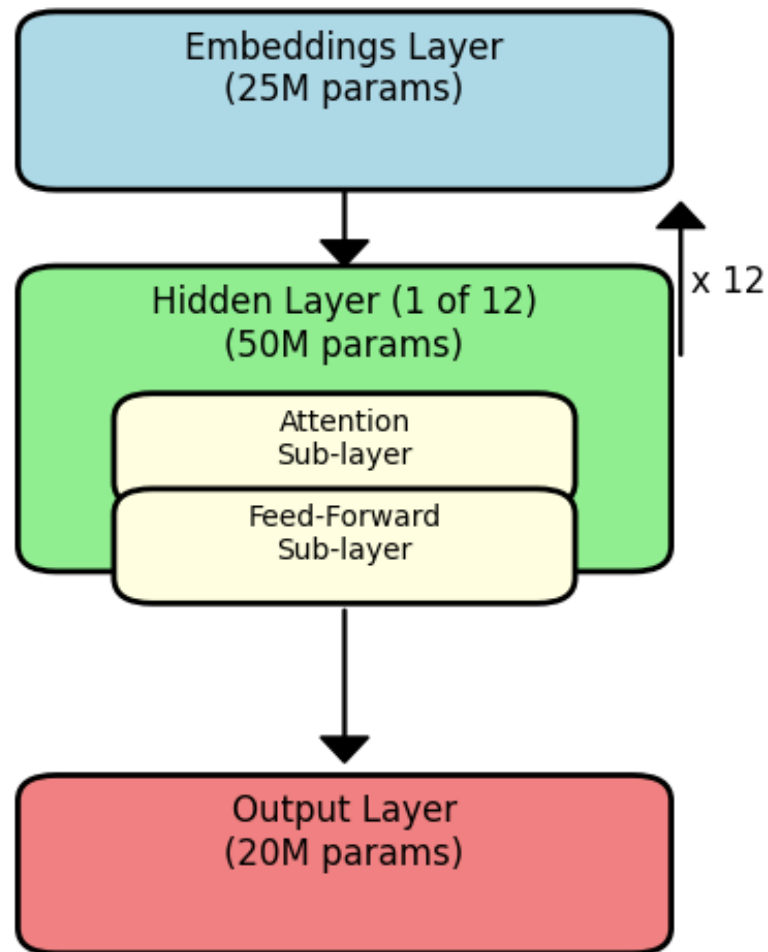 Embeddings Layer
(25M params)
x 12
Hidden Layer (1 of 12)
(50M params)
Attention
Sub-layer
Feed-Forward
Sub-layer
Output Layer
(20M params)